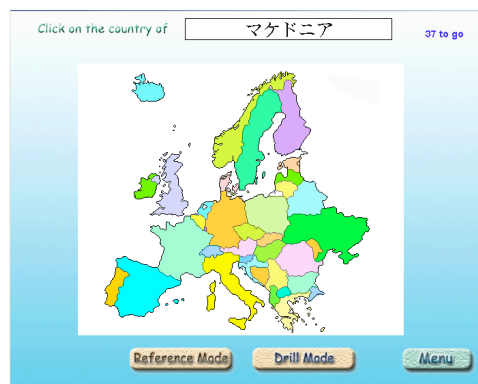 Click on the country of マケドニア 37 to go
Reference Mode Drill Mode Menu